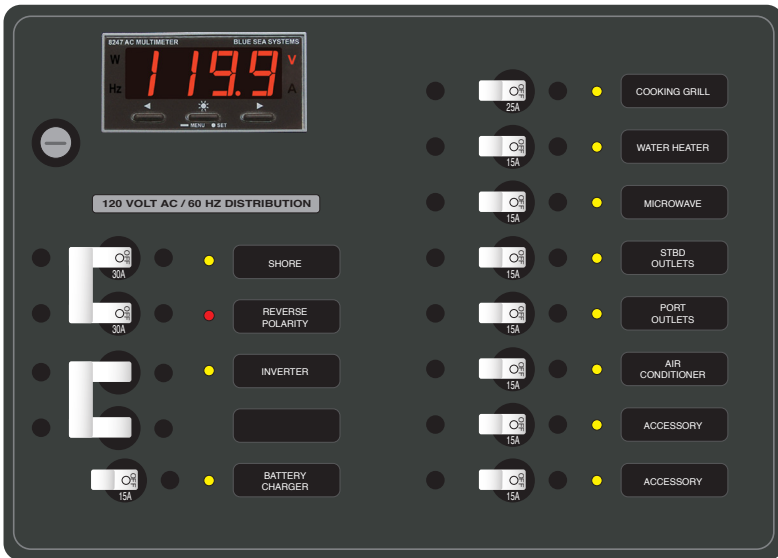 8247 AC MULTIMETER BLUE SEA SYSTEMS
W 119.9 V
Hz A
MENU SET
120 VOLT AC / 60 HZ DISTRIBUTION
OFF
30A
SHORE
OFF
30A
REVERSE
POLARITY
INVERTER
OFF
15A
BATTERY
CHARGER
OFF
25A
COOKING GRILL
OFF
15A
WATER HEATER
OFF
15A
MICROWAVE
OFF
15A
STBD
OUTLETS
OFF
15A
PORT
OUTLETS
OFF
15A
AIR
CONDITIONER
OFF
15A
ACCESSORY
OFF
15A
ACCESSORY